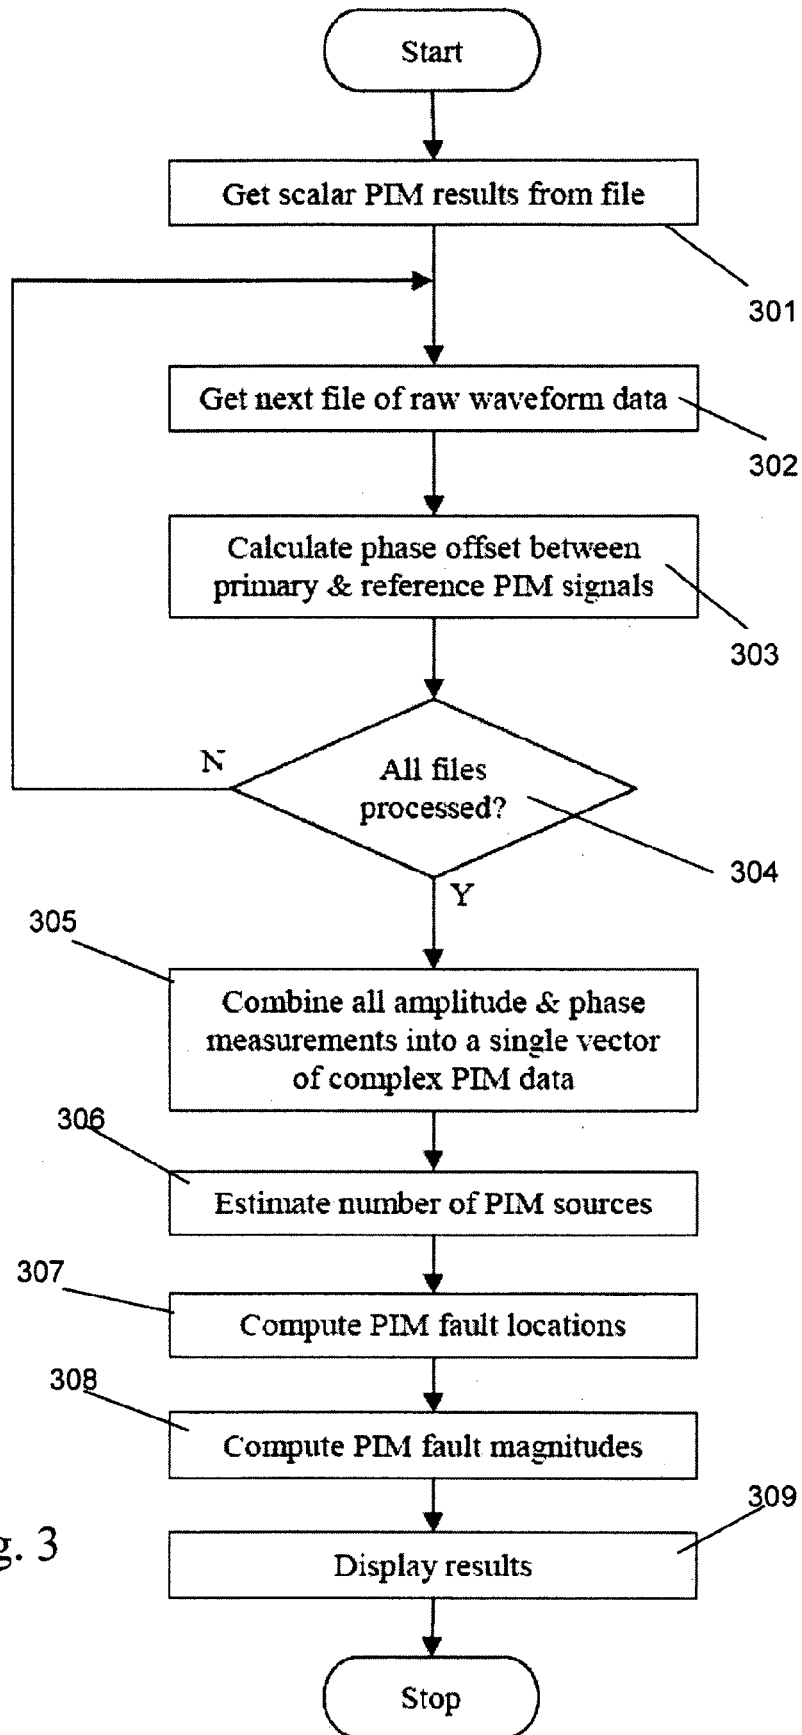 Start
Get scalar PIM results from file
301
Get next file of raw waveform data
302
Calculate phase offset between
primary & reference PIM signals
303
N
All files
processed?
304
Y
305
Combine all amplitude & phase
measurements into a single vector
of complex PIM data
306
Estimate number of PIM sources
307
Compute PIM fault locations
308
Compute PIM fault magnitudes
309
g. 3
Display results
Stop